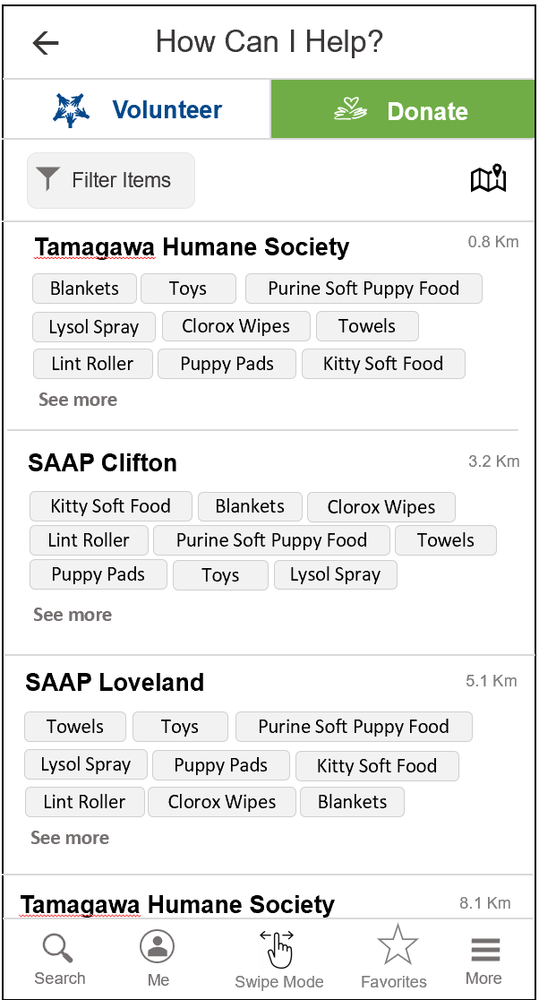 How Can I Help?
Volunteer Donate
Filter Items
Tamagawa Humane Society 0.8 Km
Blankets Toys Purine Soft Puppy Food
Lysol Spray Clorox Wipes Towels
Lint Roller Puppy Pads Kitty Soft Food
See more
SAAP Clifton 3.2 Km
Kitty Soft Food Blankets Clorox Wipes
Lint Roller Purine Soft Puppy Food Towels
Puppy Pads Toys Lysol Spray
See more
SAAP Loveland 5.1 Km
Towels Toys Purine Soft Puppy Food
Lysol Spray Puppy Pads Kitty Soft Food
Lint Roller Clorox Wipes Blankets
See more
Tamagawa Humane Society 8.1 Km
Search Me Swipe Mode Favorites More